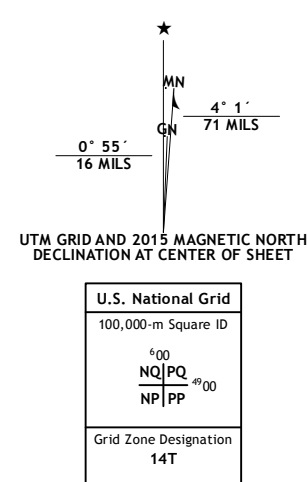 ★
MN
4° 1´
71 MILS
GN
0° 55´
16 MILS
UTM GRID AND 2015 MAGNETIC NORTH
DECLINATION AT CENTER OF SHEET
U.S. National Grid
100,000-m Square ID
⁶00
NQ PQ
⁴⁹00
NP PP
Grid Zone Designation
14T